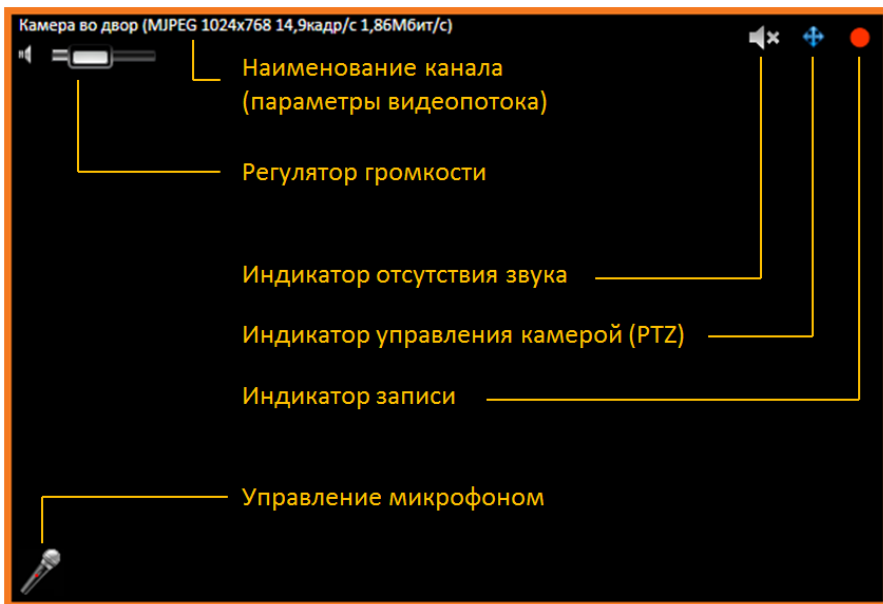 Камера во двор (MJPEG 1024x768 14,9кадр/с 1,86Мбит/с)
Наименование канала
(параметры видеопотока)
Регулятор громкости
Индикатор отсутствия звука
Индикатор управления камерой (PTZ)
Индикатор записи
Управление микрофоном